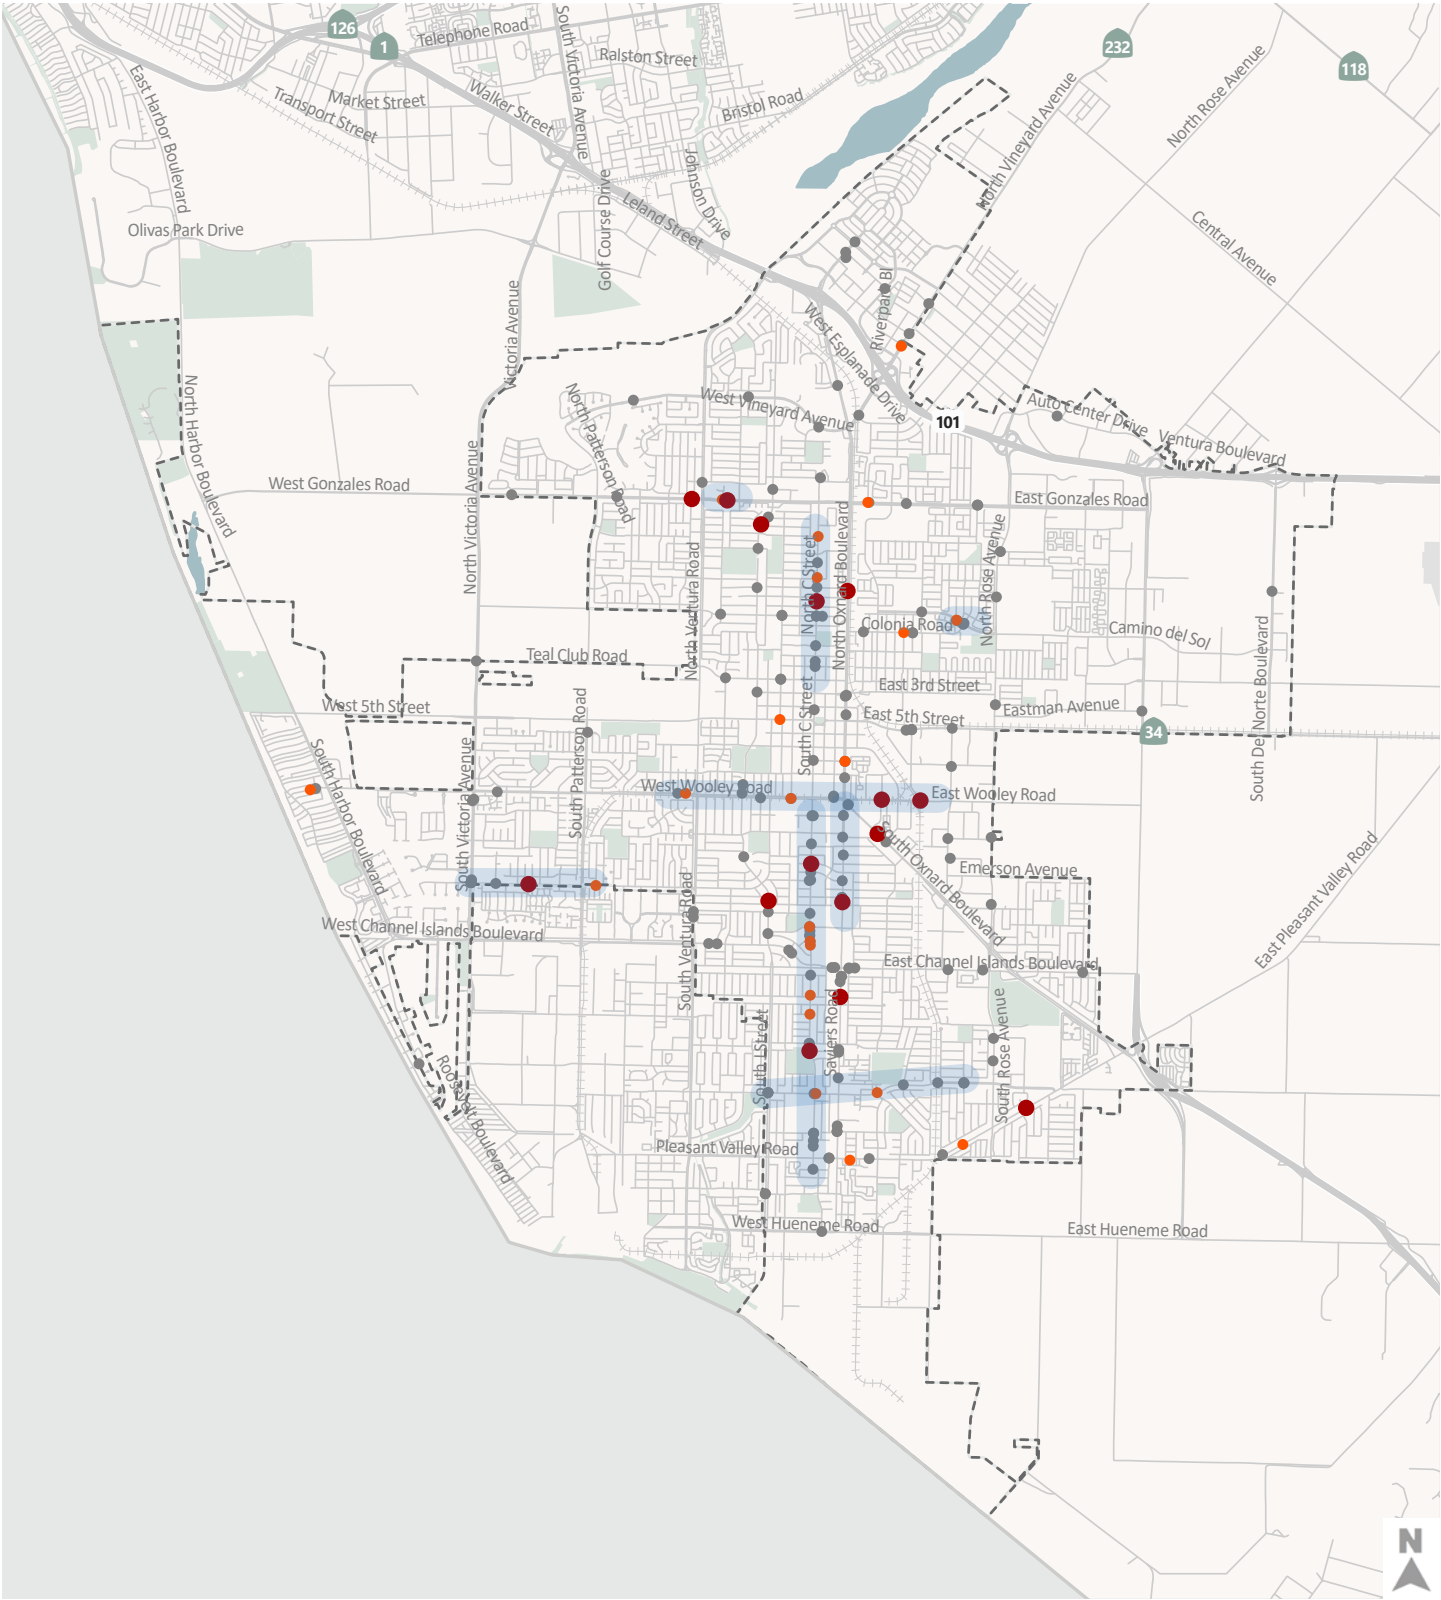 126
1
Telephone Road
South Victoria Avenue
Ralston Street
232
118
East Harbor Boulevard
Market Street
Transport Street
Walker Street
Bristol Road
North Vineyard Avenue
North Rose Avenue
Johnson Drive
Golf Course Drive
Leland Street
Olivas Park Drive
Central Avenue
Victoria Avenue
Riverpark Bl
West Esplanade Drive
North Harbor Boulevard
North Patterson Road
West Vineyard Avenue
101
Auto Center Drive
Ventura Boulevard
North Victoria Avenue
West Gonzales Road
East Gonzales Road
North Ventura Road
North C Street
North Oxnard Boulevard
North Rose Avenue
Colonia Road
Camino del Sol
Teal Club Road
East 3rd Street
South Del Norte Boulevard
West 5th Street
South Patterson Road
South C Street
East 5th Street
Eastman Avenue
34
South Harbor Boulevard
South Victoria Avenue
West Wooley Road
East Wooley Road
South Oxnard Boulevard
Emerson Avenue
East Pleasant Valley Road
South Ventura Road
West Channel Islands Boulevard
East Channel Islands Boulevard
Saviers Road
South Rose Avenue
South J Street
Roosevelt Boulevard
Pleasant Valley Road
West Hueneme Road
East Hueneme Road
N